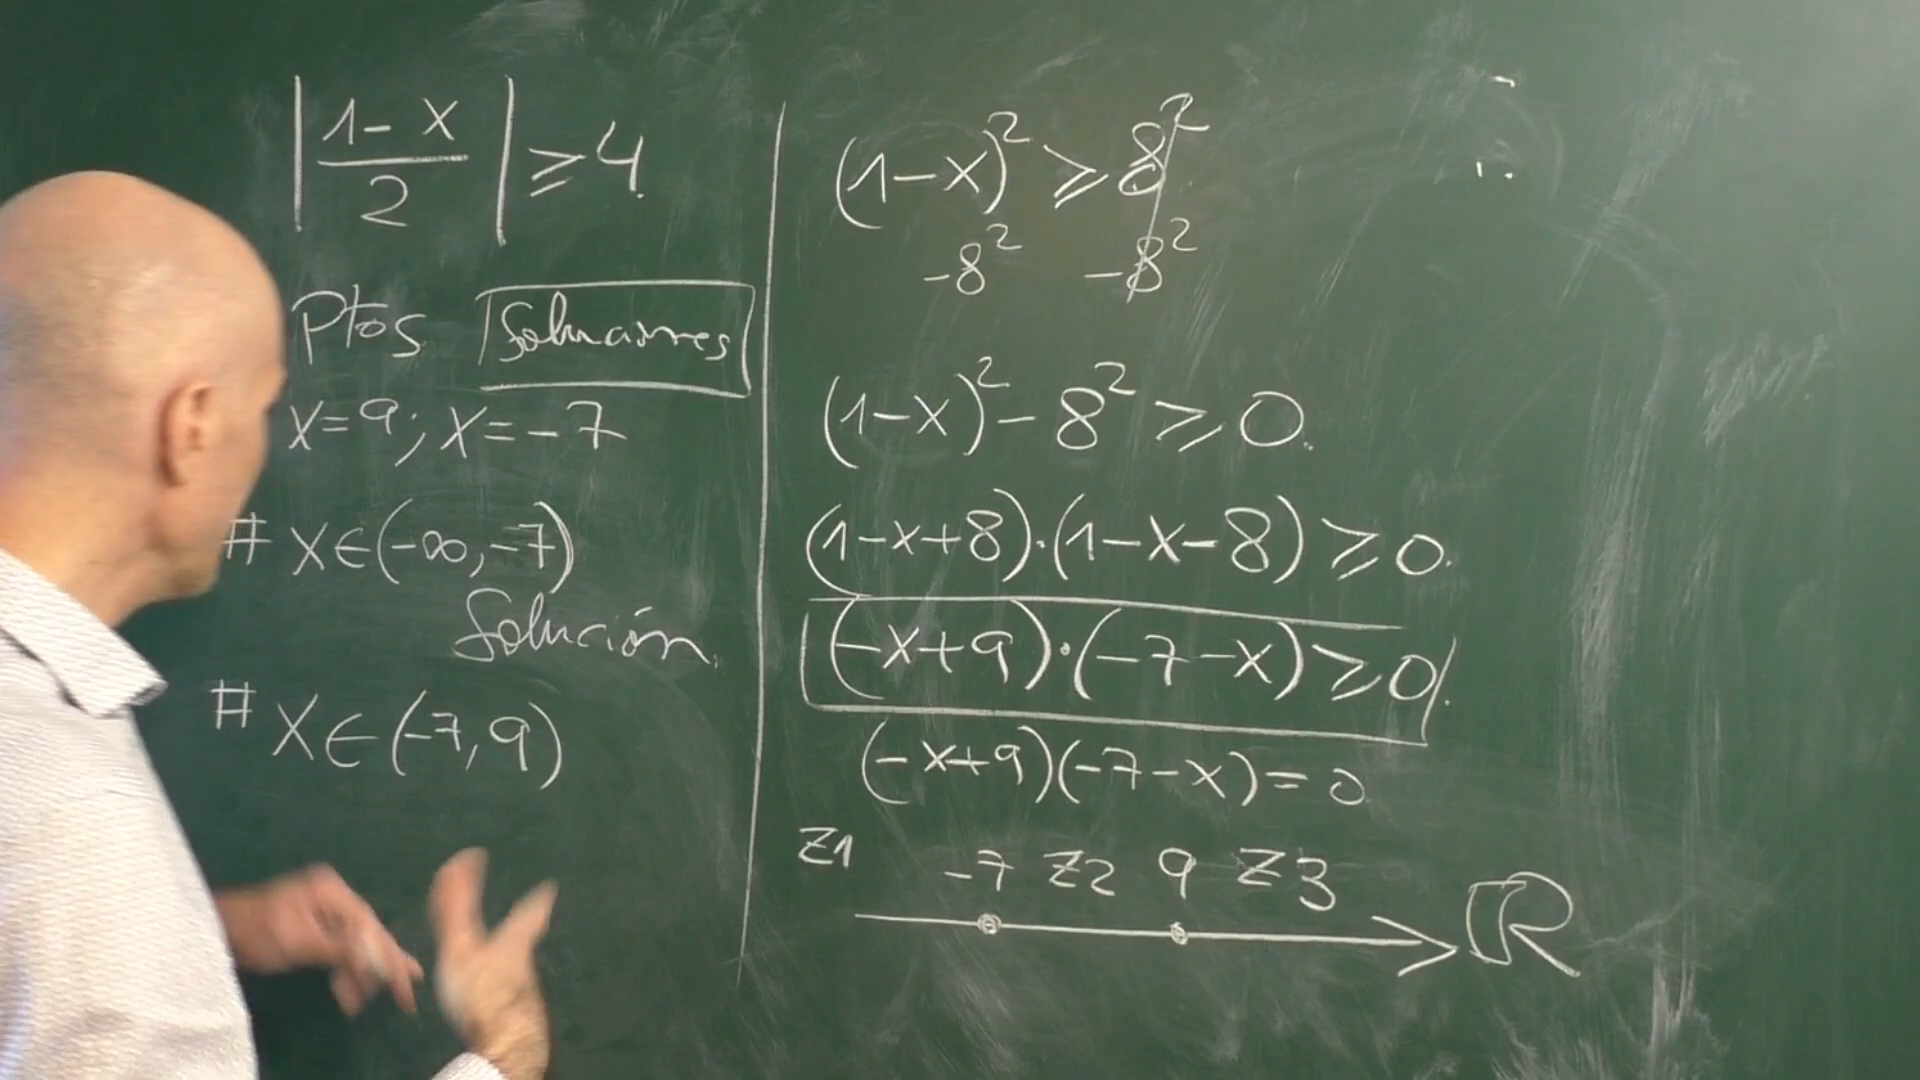 |1-x/2| ≥ 4.
Ptos Soluciones
x=9; x=-7
# x∈(-∞,-7)
Solución.
# x∈(-7,9)
(1-x)² ≥ 8²
-8² -8²
(1-x)² - 8² ≥ 0.
(1-x+8)·(1-x-8) ≥ 0.
(-x+9)·(-7-x) ≥ 0.
(-x+9)(-7-x) = 0
Z1 -7 Z2 9 Z3
ℝ